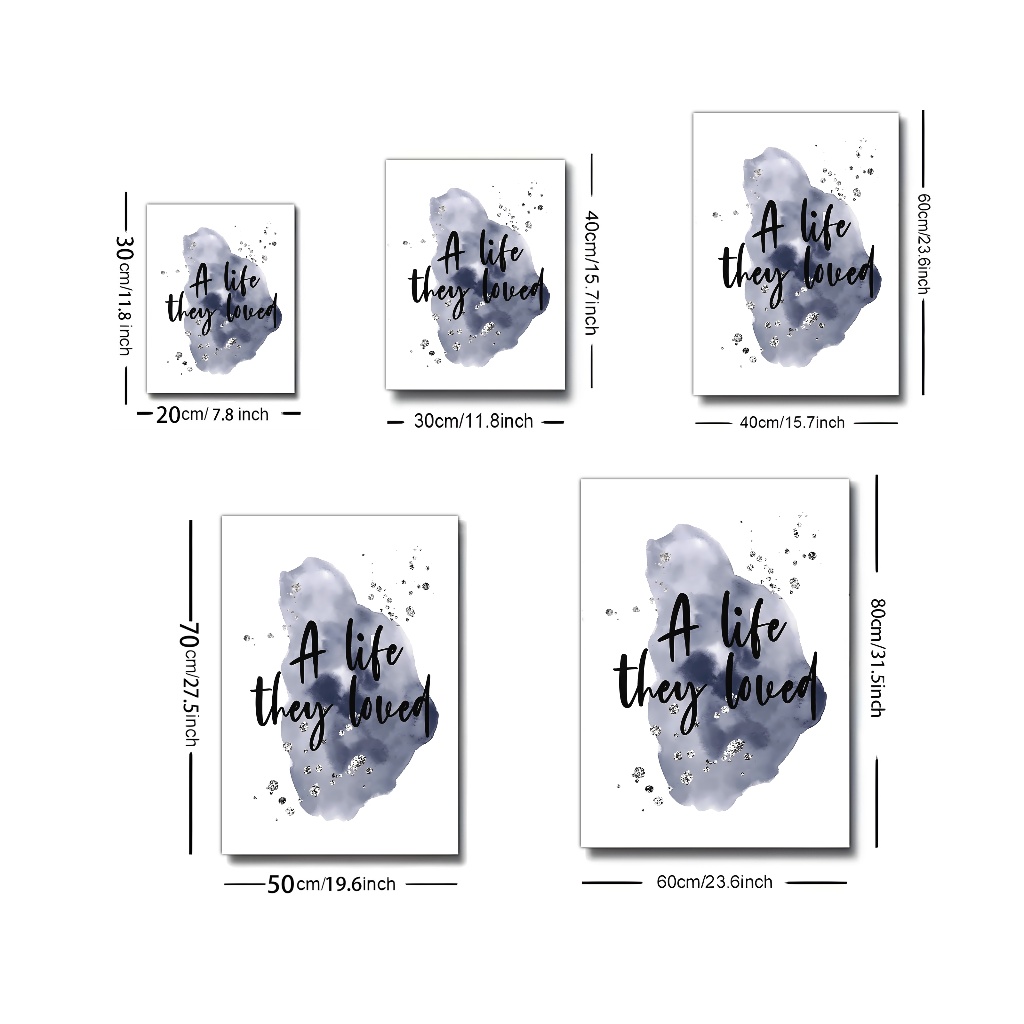 A life
they loved
30cm/11.8 inch
20cm/ 7.8 inch
A life
they loved
40cm/15.7inch
30cm/11.8inch
A life
they loved
60cm/23.6inch
40cm/15.7inch
A life
they loved
70cm/27.5inch
50cm/19.6inch
A life
they loved
80cm/31.5inch
60cm/23.6inch